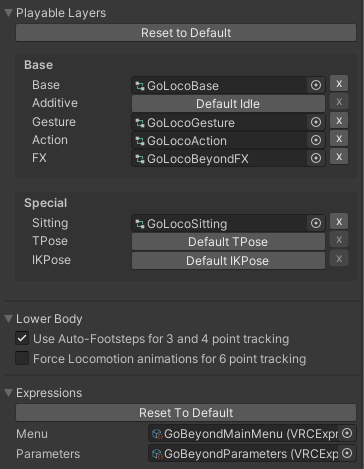 Playable Layers
Reset to Default
Base
Base GoLocoBase X
Additive Default Idle X
Gesture GoLocoGesture X
Action GoLocoAction X
FX GoLocoBeyondFX X
Special
Sitting GoLocoSitting X
TPose Default TPose X
IKPose Default IKPose X
Lower Body
Use Auto-Footsteps for 3 and 4 point tracking
Force Locomotion animations for 6 point tracking
Expressions
Reset To Default
Menu GoBeyondMainMenu (VRCExpr
Parameters GoBeyondParameters (VRCExpr